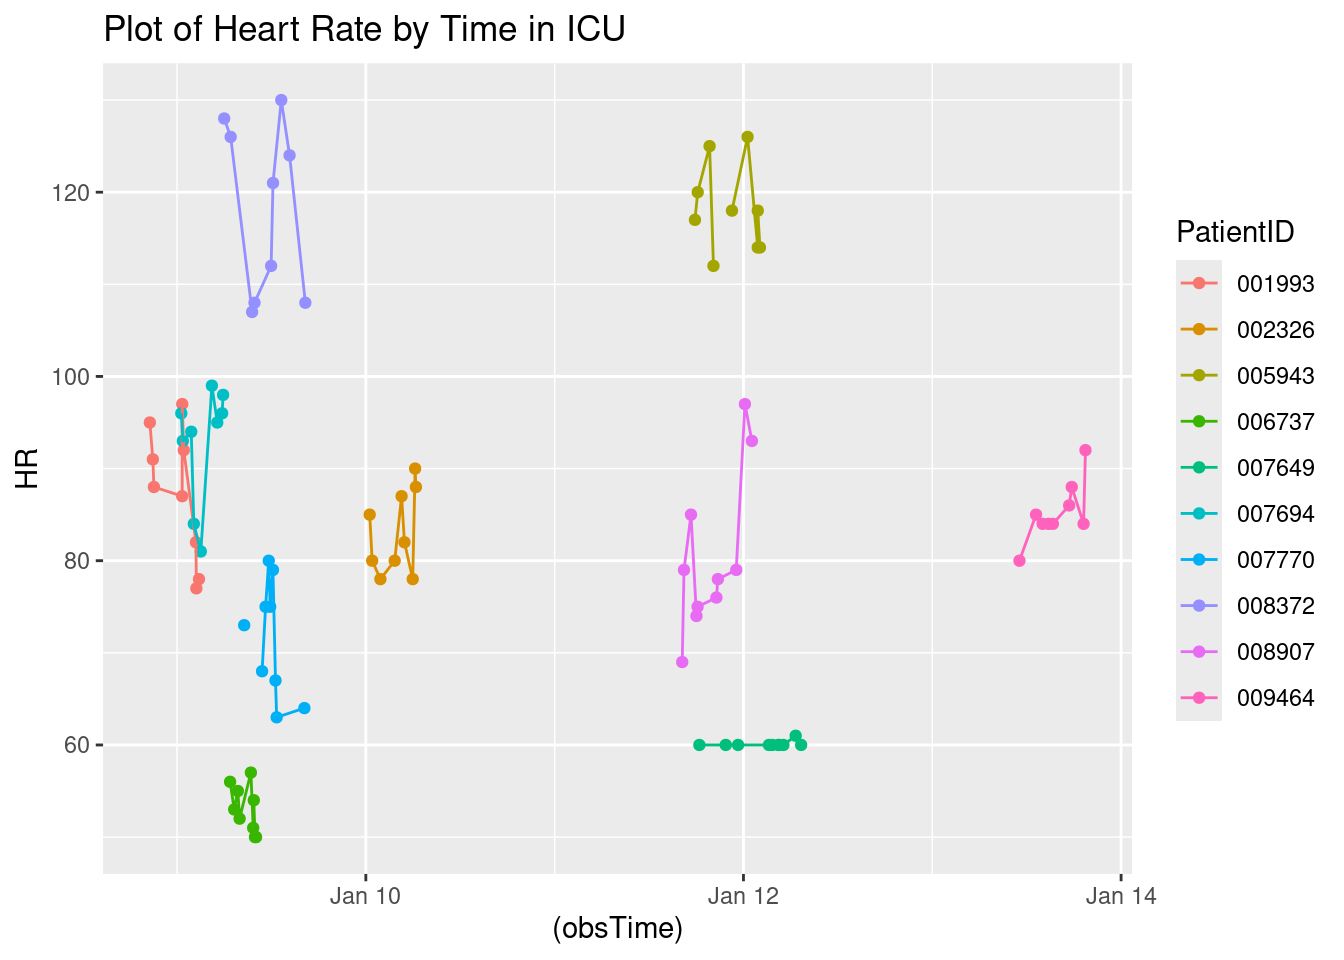 Plot of Heart Rate by Time in ICU
HR
120
100
80
60
Jan 10
Jan 12
Jan 14
(obsTime)
PatientID
001993
002326
005943
006737
007649
007694
007770
008372
008907
009464